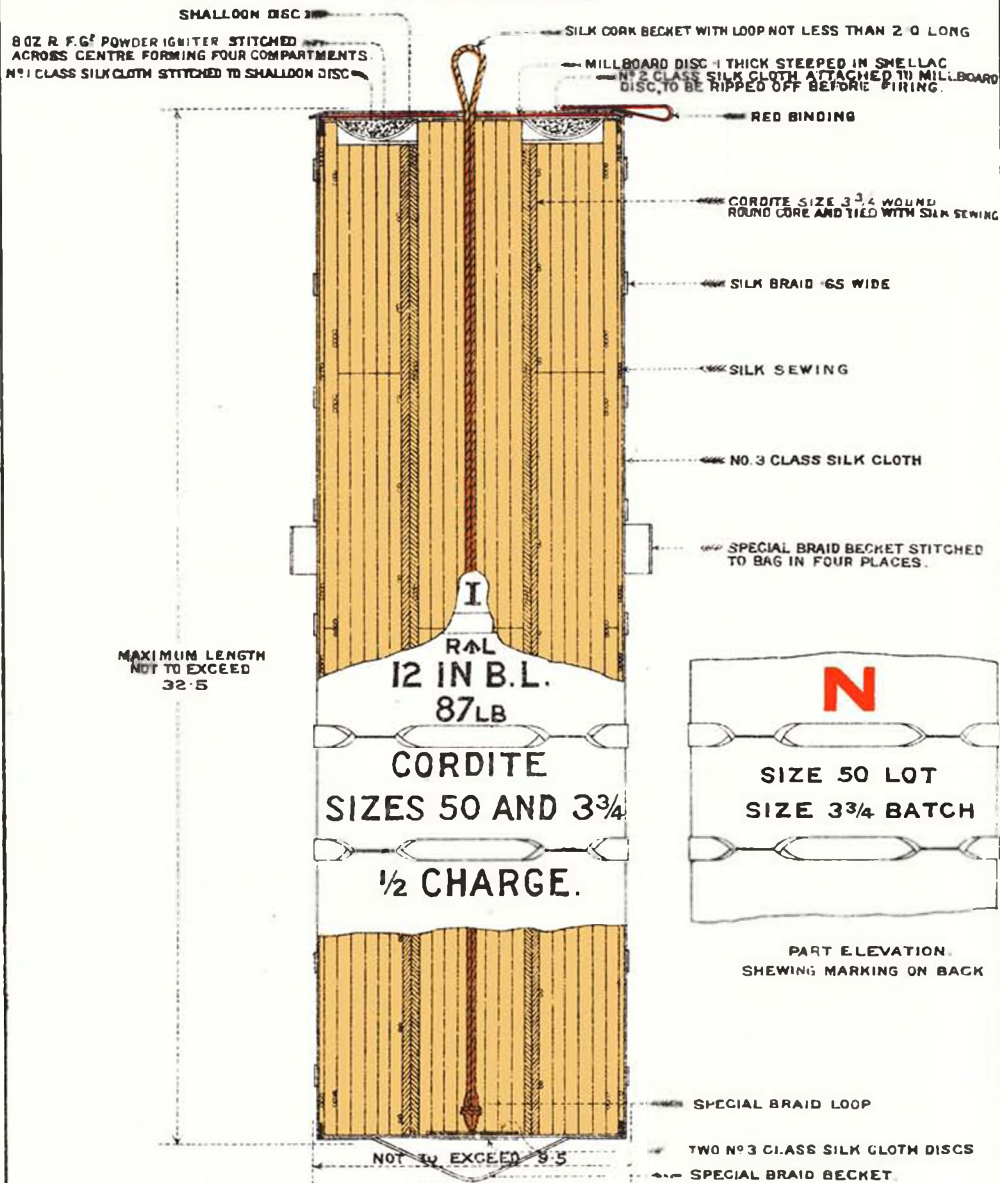 SHALLOON DISC
8 OZ R.F.G² POWDER IGNITER STITCHED
ACROSS CENTRE FORMING FOUR COMPARTMENTS.
Nº 1 CLASS SILK CLOTH STITCHED TO SHALLOON DISC
SILK CORK BECKET WITH LOOP NOT LESS THAN 2·0 LONG
MILLBOARD DISC ·1 THICK STEEPED IN SHELLAC
Nº 2 CLASS SILK CLOTH ATTACHED TO MILLBOARD
DISC, TO BE RIPPED OFF BEFORE FIRING.
RED BINDING
CORDITE SIZE 3¾ WOUND
ROUND CORE AND TIED WITH SILK SEWING
SILK BRAID ·65 WIDE
SILK SEWING
NO. 3 CLASS SILK CLOTH
SPECIAL BRAID BECKET STITCHED
TO BAG IN FOUR PLACES.
MAXIMUM LENGTH
NOT TO EXCEED
32·5
I
R↑L
12 IN B.L.
87LB
CORDITE
SIZES 50 AND 3¾
½ CHARGE.
N
SIZE 50 LOT
SIZE 3¾ BATCH
PART ELEVATION.
SHEWING MARKING ON BACK
SPECIAL BRAID LOOP
TWO Nº 3 CLASS SILK CLOTH DISCS
NOT TO EXCEED 9·5
SPECIAL BRAID BECKET